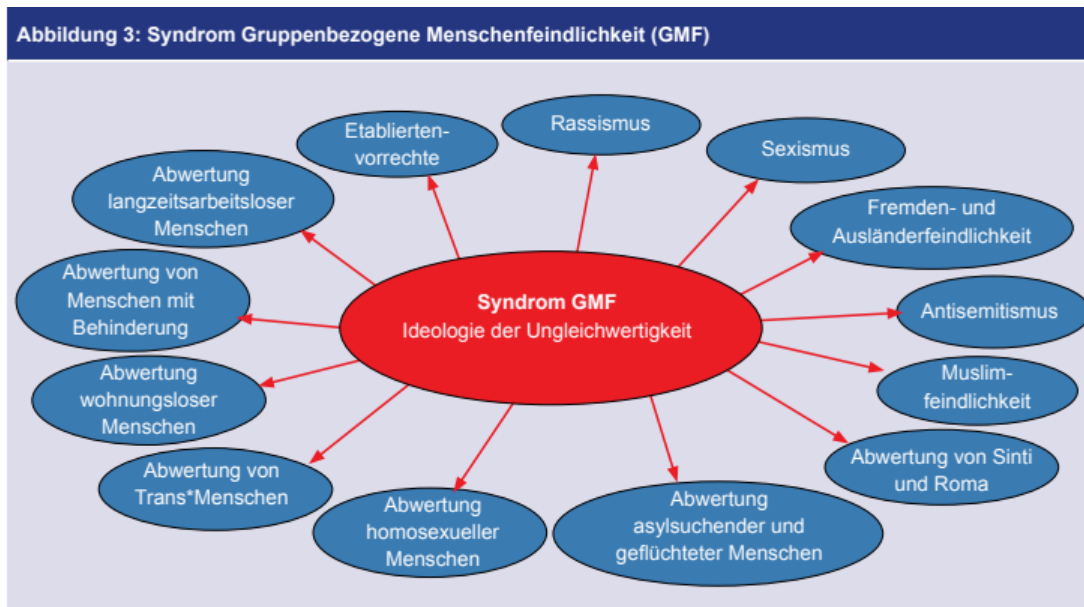 Abbildung 3: Syndrom Gruppenbezogene Menschenfeindlichkeit (GMF)
Etablierten-
vorrechte
Rassismus
Sexismus
Abwertung
langzeitsarbeitsloser
Menschen
Fremden- und
Ausländerfeindlichkeit
Abwertung von
Menschen mit
Behinderung
Syndrom GMF
Ideologie der Ungleichwertigkeit
Antisemitismus
Abwertung
wohnungsloser
Menschen
Muslim-
feindlichkeit
Abwertung von
Trans*Menschen
Abwertung
homosexueller
Menschen
Abwertung
asylsuchender und
geflüchteter Menschen
Abwertung von Sinti
und Roma